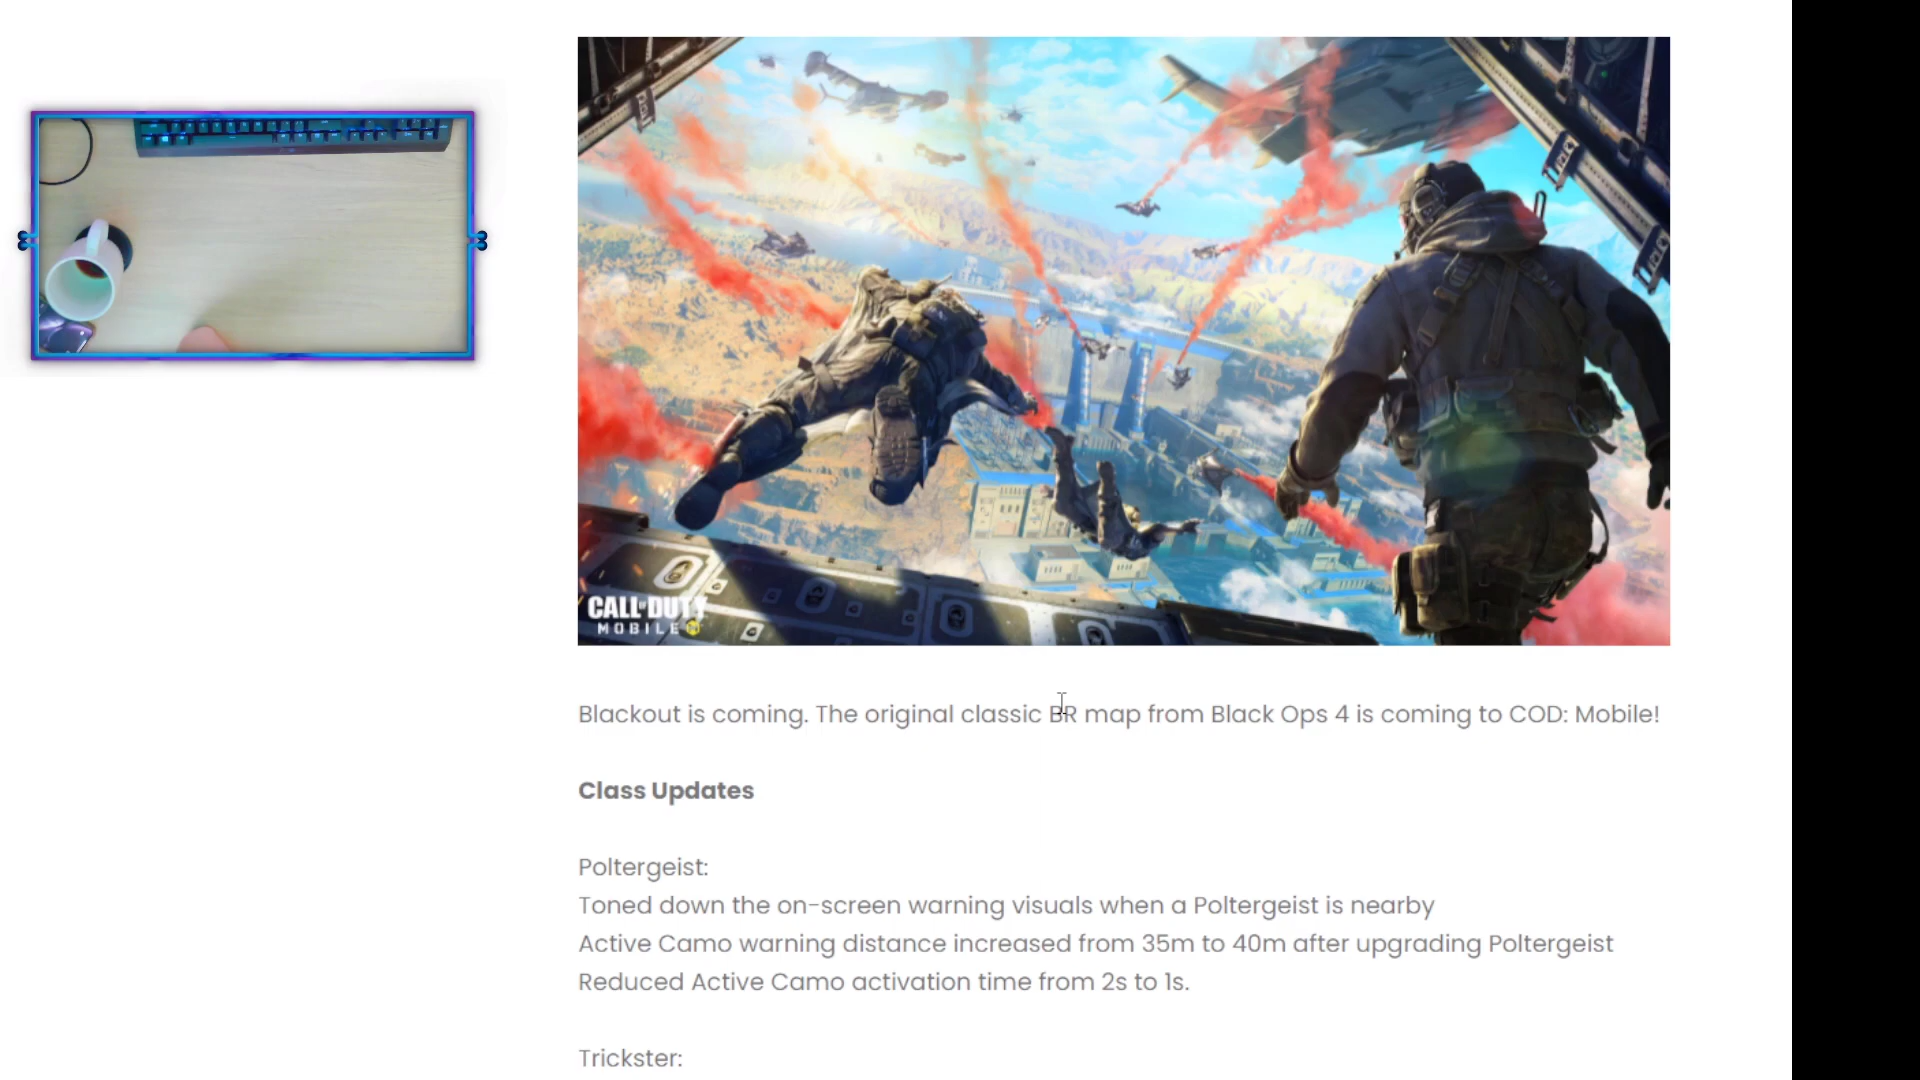 CALL OF DUTY
MOBILE
Blackout is coming. The original classic BR map from Black Ops 4 is coming to COD: Mobile!
Class Updates
Poltergeist:
Toned down the on-screen warning visuals when a Poltergeist is nearby
Active Camo warning distance increased from 35m to 40m after upgrading Poltergeist
Reduced Active Camo activation time from 2s to 1s.
Trickster: